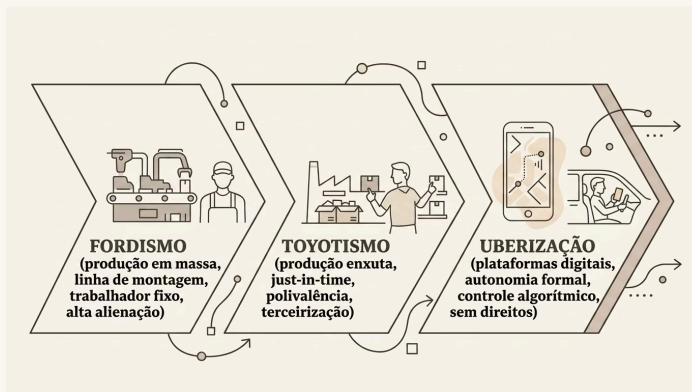 FORDISMO
(produção em massa,
linha de montagem,
trabalhador fixo,
alta alienação)
TOYOTISMO
(produção enxuta,
just-in-time,
polivalência,
terceirização)
UBERIZAÇÃO
(plataformas digitais,
autonomia formal,
controle algorítmico,
sem direitos)